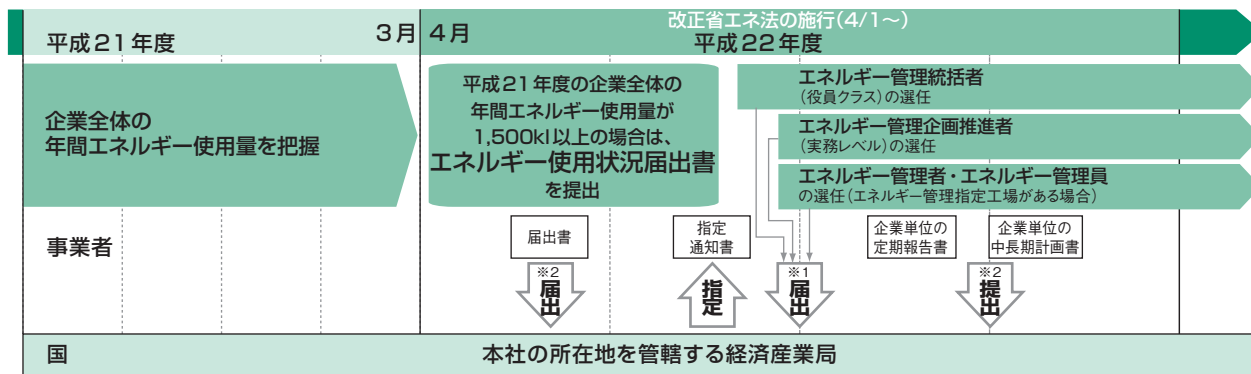 改正省エネ法の施行(4/1〜)
平成21年度
3月
4月
平成22年度
企業全体の
年間エネルギー使用量を把握
平成21年度の企業全体の
年間エネルギー使用量が
1,500kl以上の場合は、
エネルギー使用状況届出書
を提出
エネルギー管理統括者
(役員クラス)の選任
エネルギー管理企画推進者
(実務レベル)の選任
エネルギー管理者・エネルギー管理員
の選任(エネルギー管理指定工場がある場合)
事業者
届出書
指定
通知書
企業単位の
定期報告書
企業単位の
中長期計画書
※2
届出
指定
※1
届出
※2
提出
国
本社の所在地を管轄する経済産業局